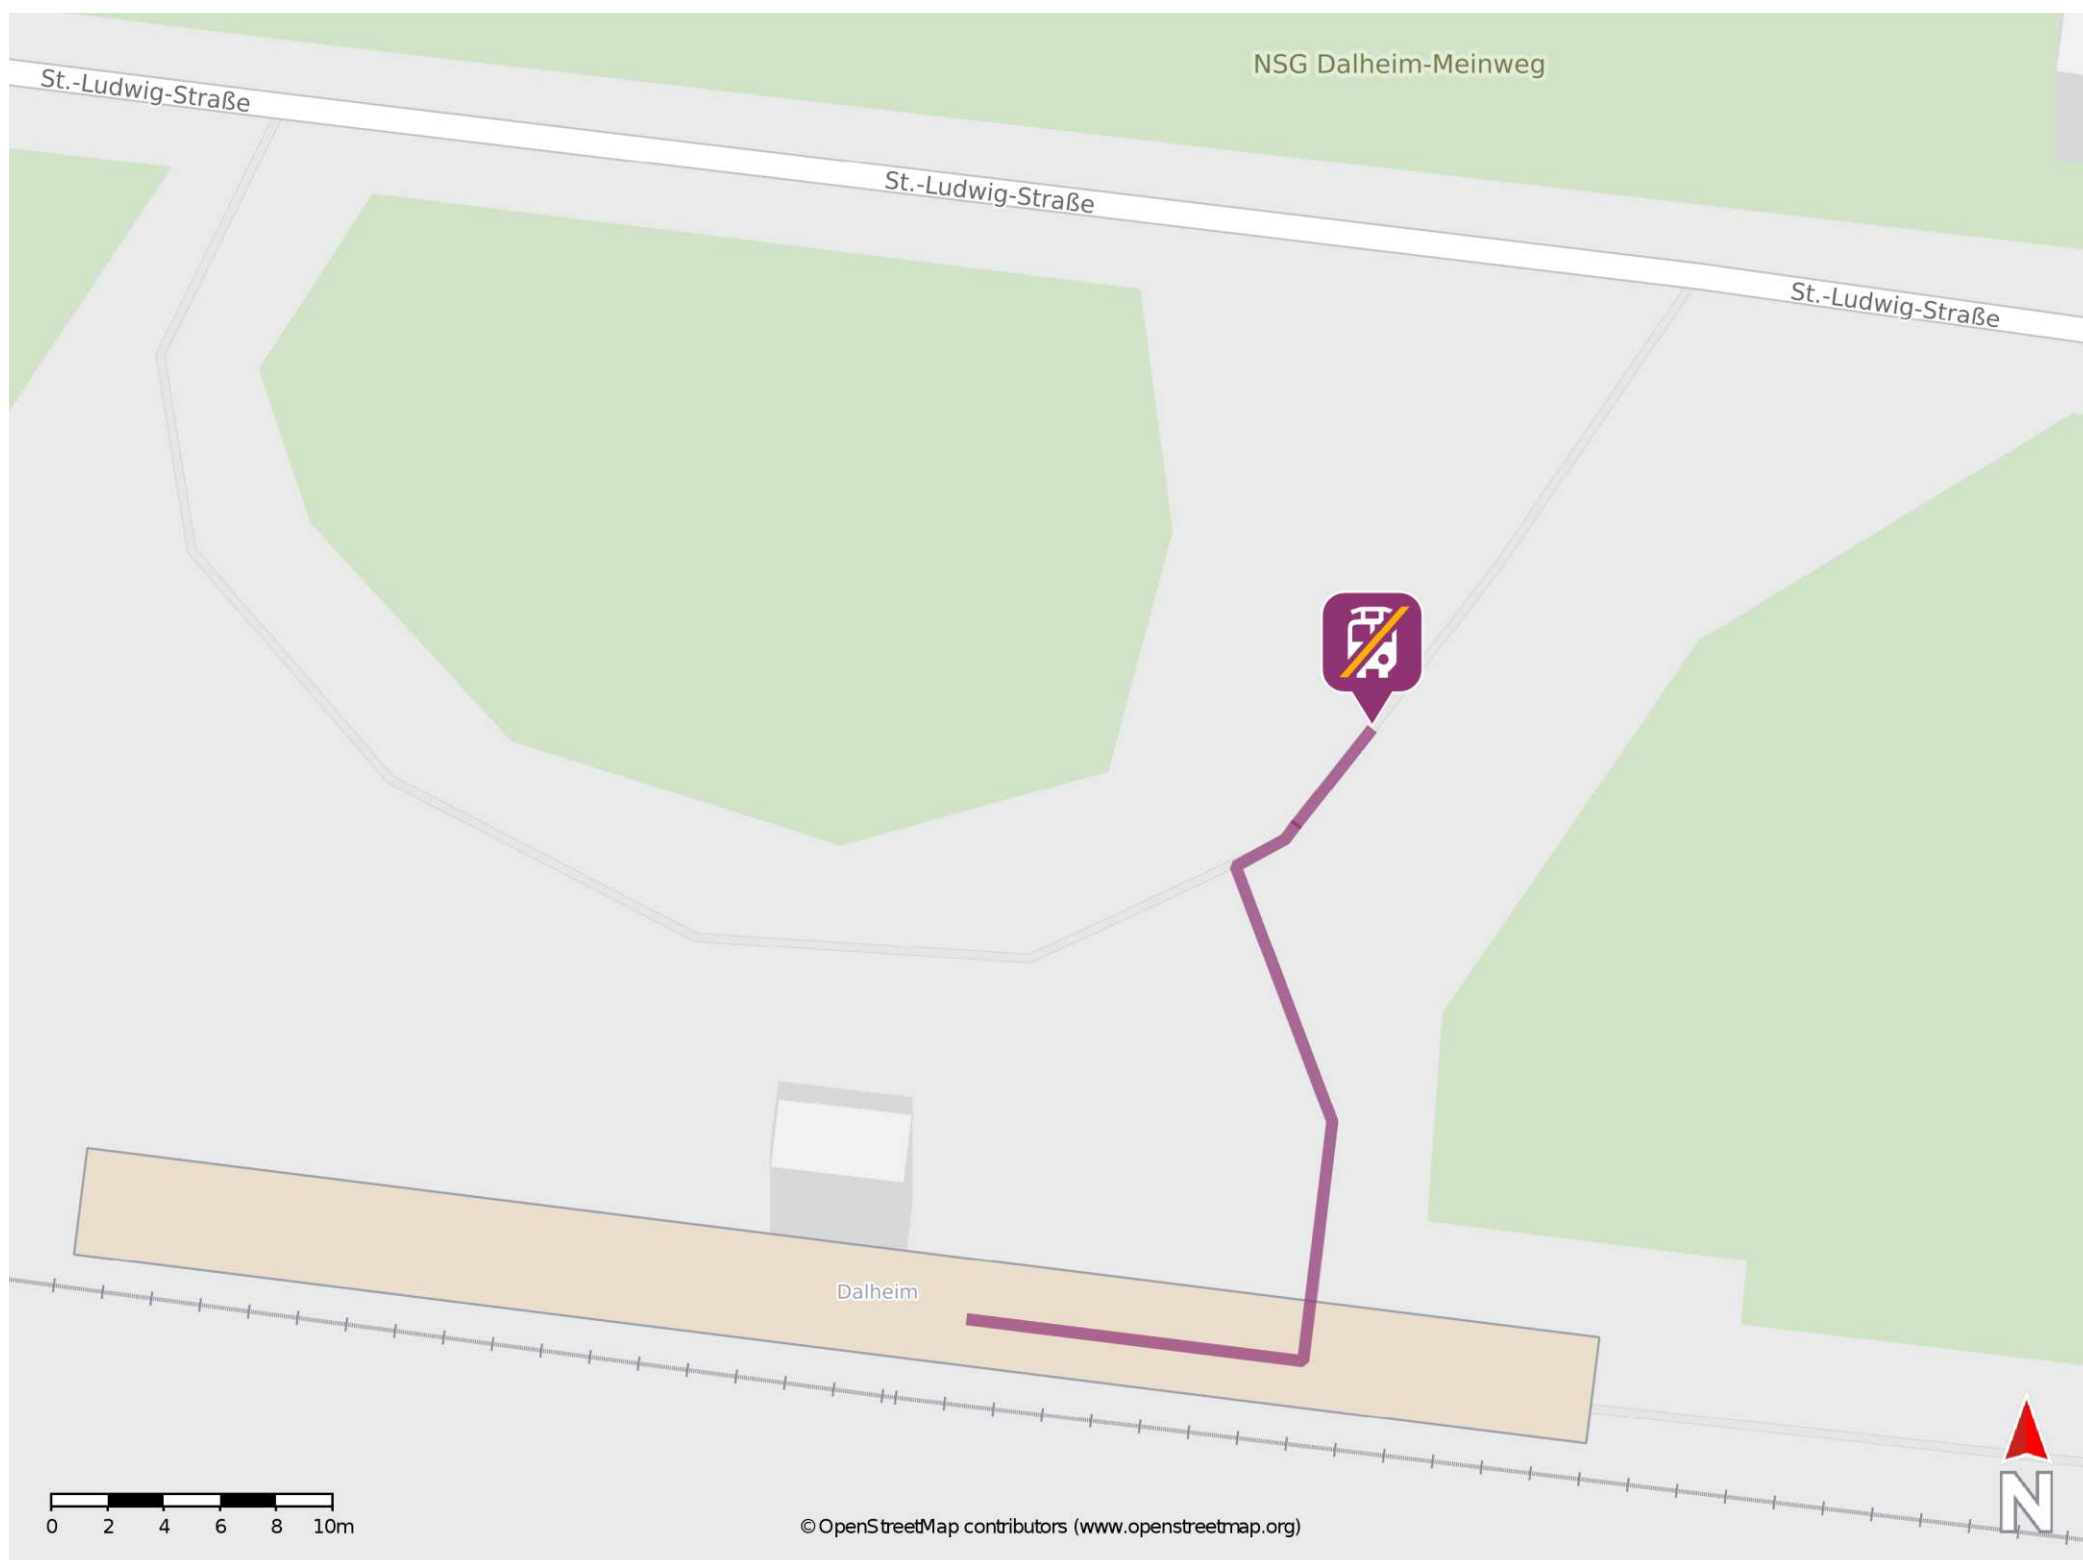 NSG Dalheim-Meinweg
St.-Ludwig-Straße
St.-Ludwig-Straße
St.-Ludwig-Straße
Dalheim
N
0 2 4 6 8 10m
© OpenStreetMap contributors (www.openstreetmap.org)